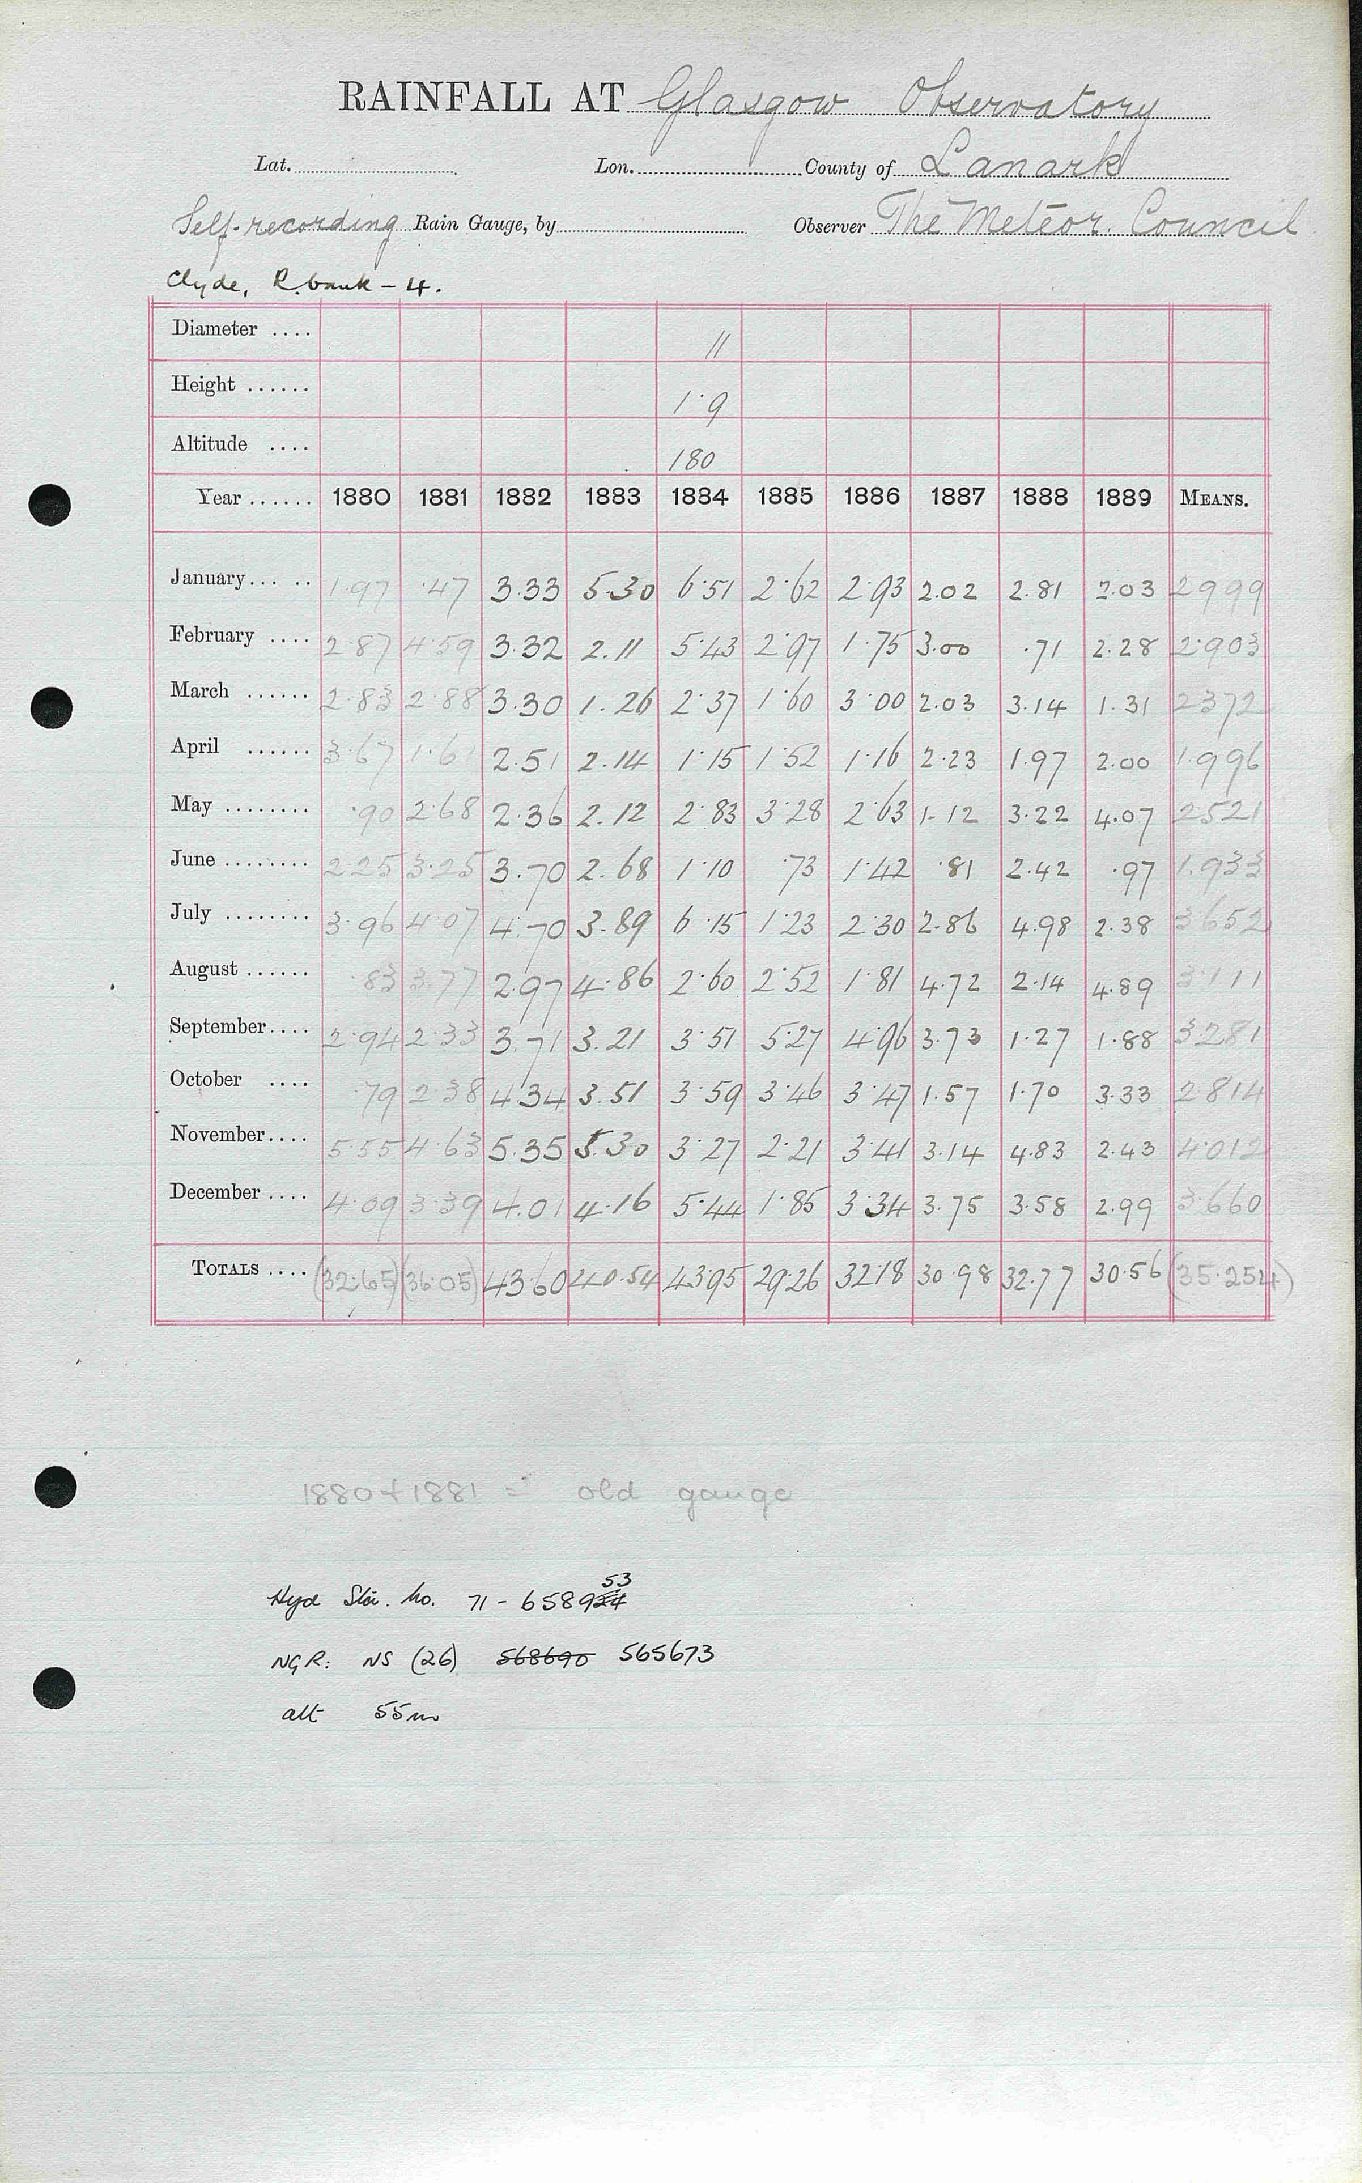 RAINFALL AT Glasgow Observatory
Lat. Lon. County of Lanark
Self-recording Rain Gauge, by Observer The Meteor. Council
Clyde, R. bank - 4.
Diameter .... 11
Height ...... 1·9
Altitude .... 180
Year ...... 1880 1881 1882 1883 1884 1885 1886 1887 1888 1889 MEANS.
January... .. 1·97 ·47 3.33 5.30 6·51 2·62 2·93 2.02 2.81 2.03 2999
February .... 2·87 4·59 3.32 2.11 5·43 2·97 1·75 3.00 .71 2.28 2·903
March ...... 2·83 2·88 3.30 1.26 2·37 1·60 3·00 2.03 3.14 1.31 2372
April ...... 3·67 1·61 2.51 2.14 1·15 1·52 1·16 2.23 1.97 2.00 1·996
May ........ ·90 2·68 2.36 2.12 2·83 3·28 2·63 1.12 3.22 4.07 2521
June ........ 2·25 3·25 3.70 2.68 1·10 ·73 1·42 ·81 2.42 .97 1.933
July ........ 3·96 4·07 4.70 3.89 6·15 1·23 2·30 2.86 4.98 2.38 3652
August ...... ·83 3·77 2.97 4.86 2·60 2·52 1·81 4.72 2.14 4.89 3·111
September.... 2·94 2·33 3.71 3.21 3·51 5·27 4·96 3.73 1.27 1.88 3·281
October .... ·79 2·38 4.34 3.51 3·59 3·46 3·47 1.57 1.70 3.33 2·814
November.... 5·55 4·63 5.35 5.30 3·27 2·21 3·41 3.14 4.83 2.43 4·012
December .... 4·09 3·39 4.01 4.16 5·44 1·85 3·34 3.75 3.58 2.99 3·660
TOTALS .... (32·65) (36·05) 43·60 40.54 43·95 29·26 32·18 30.98 32.77 30·56 (35·254)
1880 + 1881 = old gauge
53
Hyd Stn. No. 71 - 658924
NGR: NS (26) 568690 565673
alt 55m